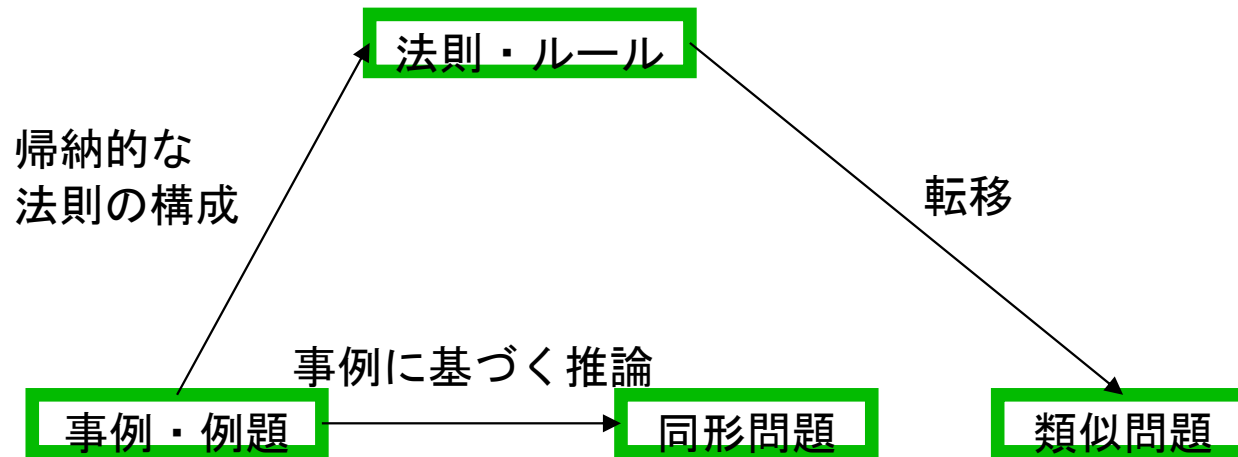 法則・ルール
帰納的な
法則の構成
転移
事例に基づく推論
事例・例題
同形問題
類似問題